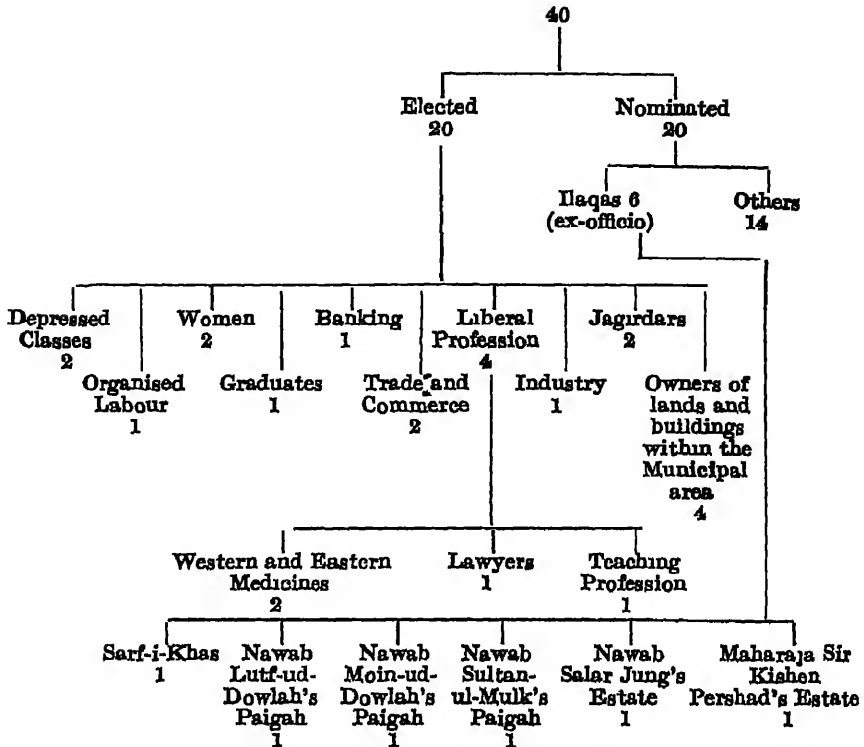 40
Elected
20
Nominated
20
Ilaqas 6
(ex-officio)
Others
14
Depressed
Classes
2
Organised
Labour
1
Women
2
Graduates
1
Banking
1
Trade and
Commerce
2
Liberal
Profession
4
Industry
1
Jagirdars
2
Owners of
lands and
buildings
within the
Municipal
area
4
Western and Eastern
Medicines
2
Lawyers
1
Teaching
Profession
1
Sarf-i-Khas
1
Nawab
Lutf-ud-
Dowlah's
Paigah
1
Nawab
Moin-ud-
Dowlah's
Paigah
1
Nawab
Sultan-
ul-Mulk's
Paigah
1
Nawab
Salar Jung's
Estate
1
Maharaja Sir
Kishen
Pershad's Estate
1